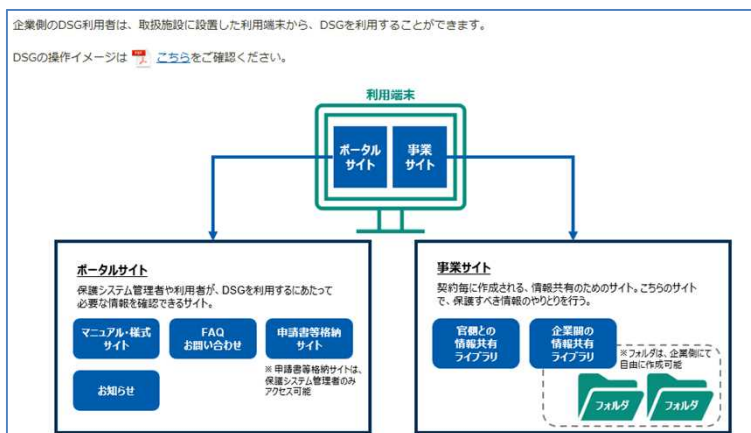 企業側のDSG利用者は、取扱施設に設置した利用端末から、DSGを利用することができます。
DSGの操作イメージは PDF こちらをご確認ください。
利用端末
ポータル
サイト
事業
サイト
ポータルサイト
保護システム管理者や利用者が、DSGを利用するにあたって
必要な情報を確認できるサイト。
マニュアル・様式
サイト
FAQ
お問い合わせ
申請書等格納
サイト
※ 申請書等格納サイトは、
保護システム管理者のみ
アクセス可能
お知らせ
事業サイト
契約毎に作成される、情報共有のためのサイト。こちらのサイト
で、保護すべき情報のやりとりを行う。
官側との
情報共有
ライブラリ
企業間の
情報共有
ライブラリ
※フォルダは、企業側にて
自由に作成可能
フォルダ
フォルダ